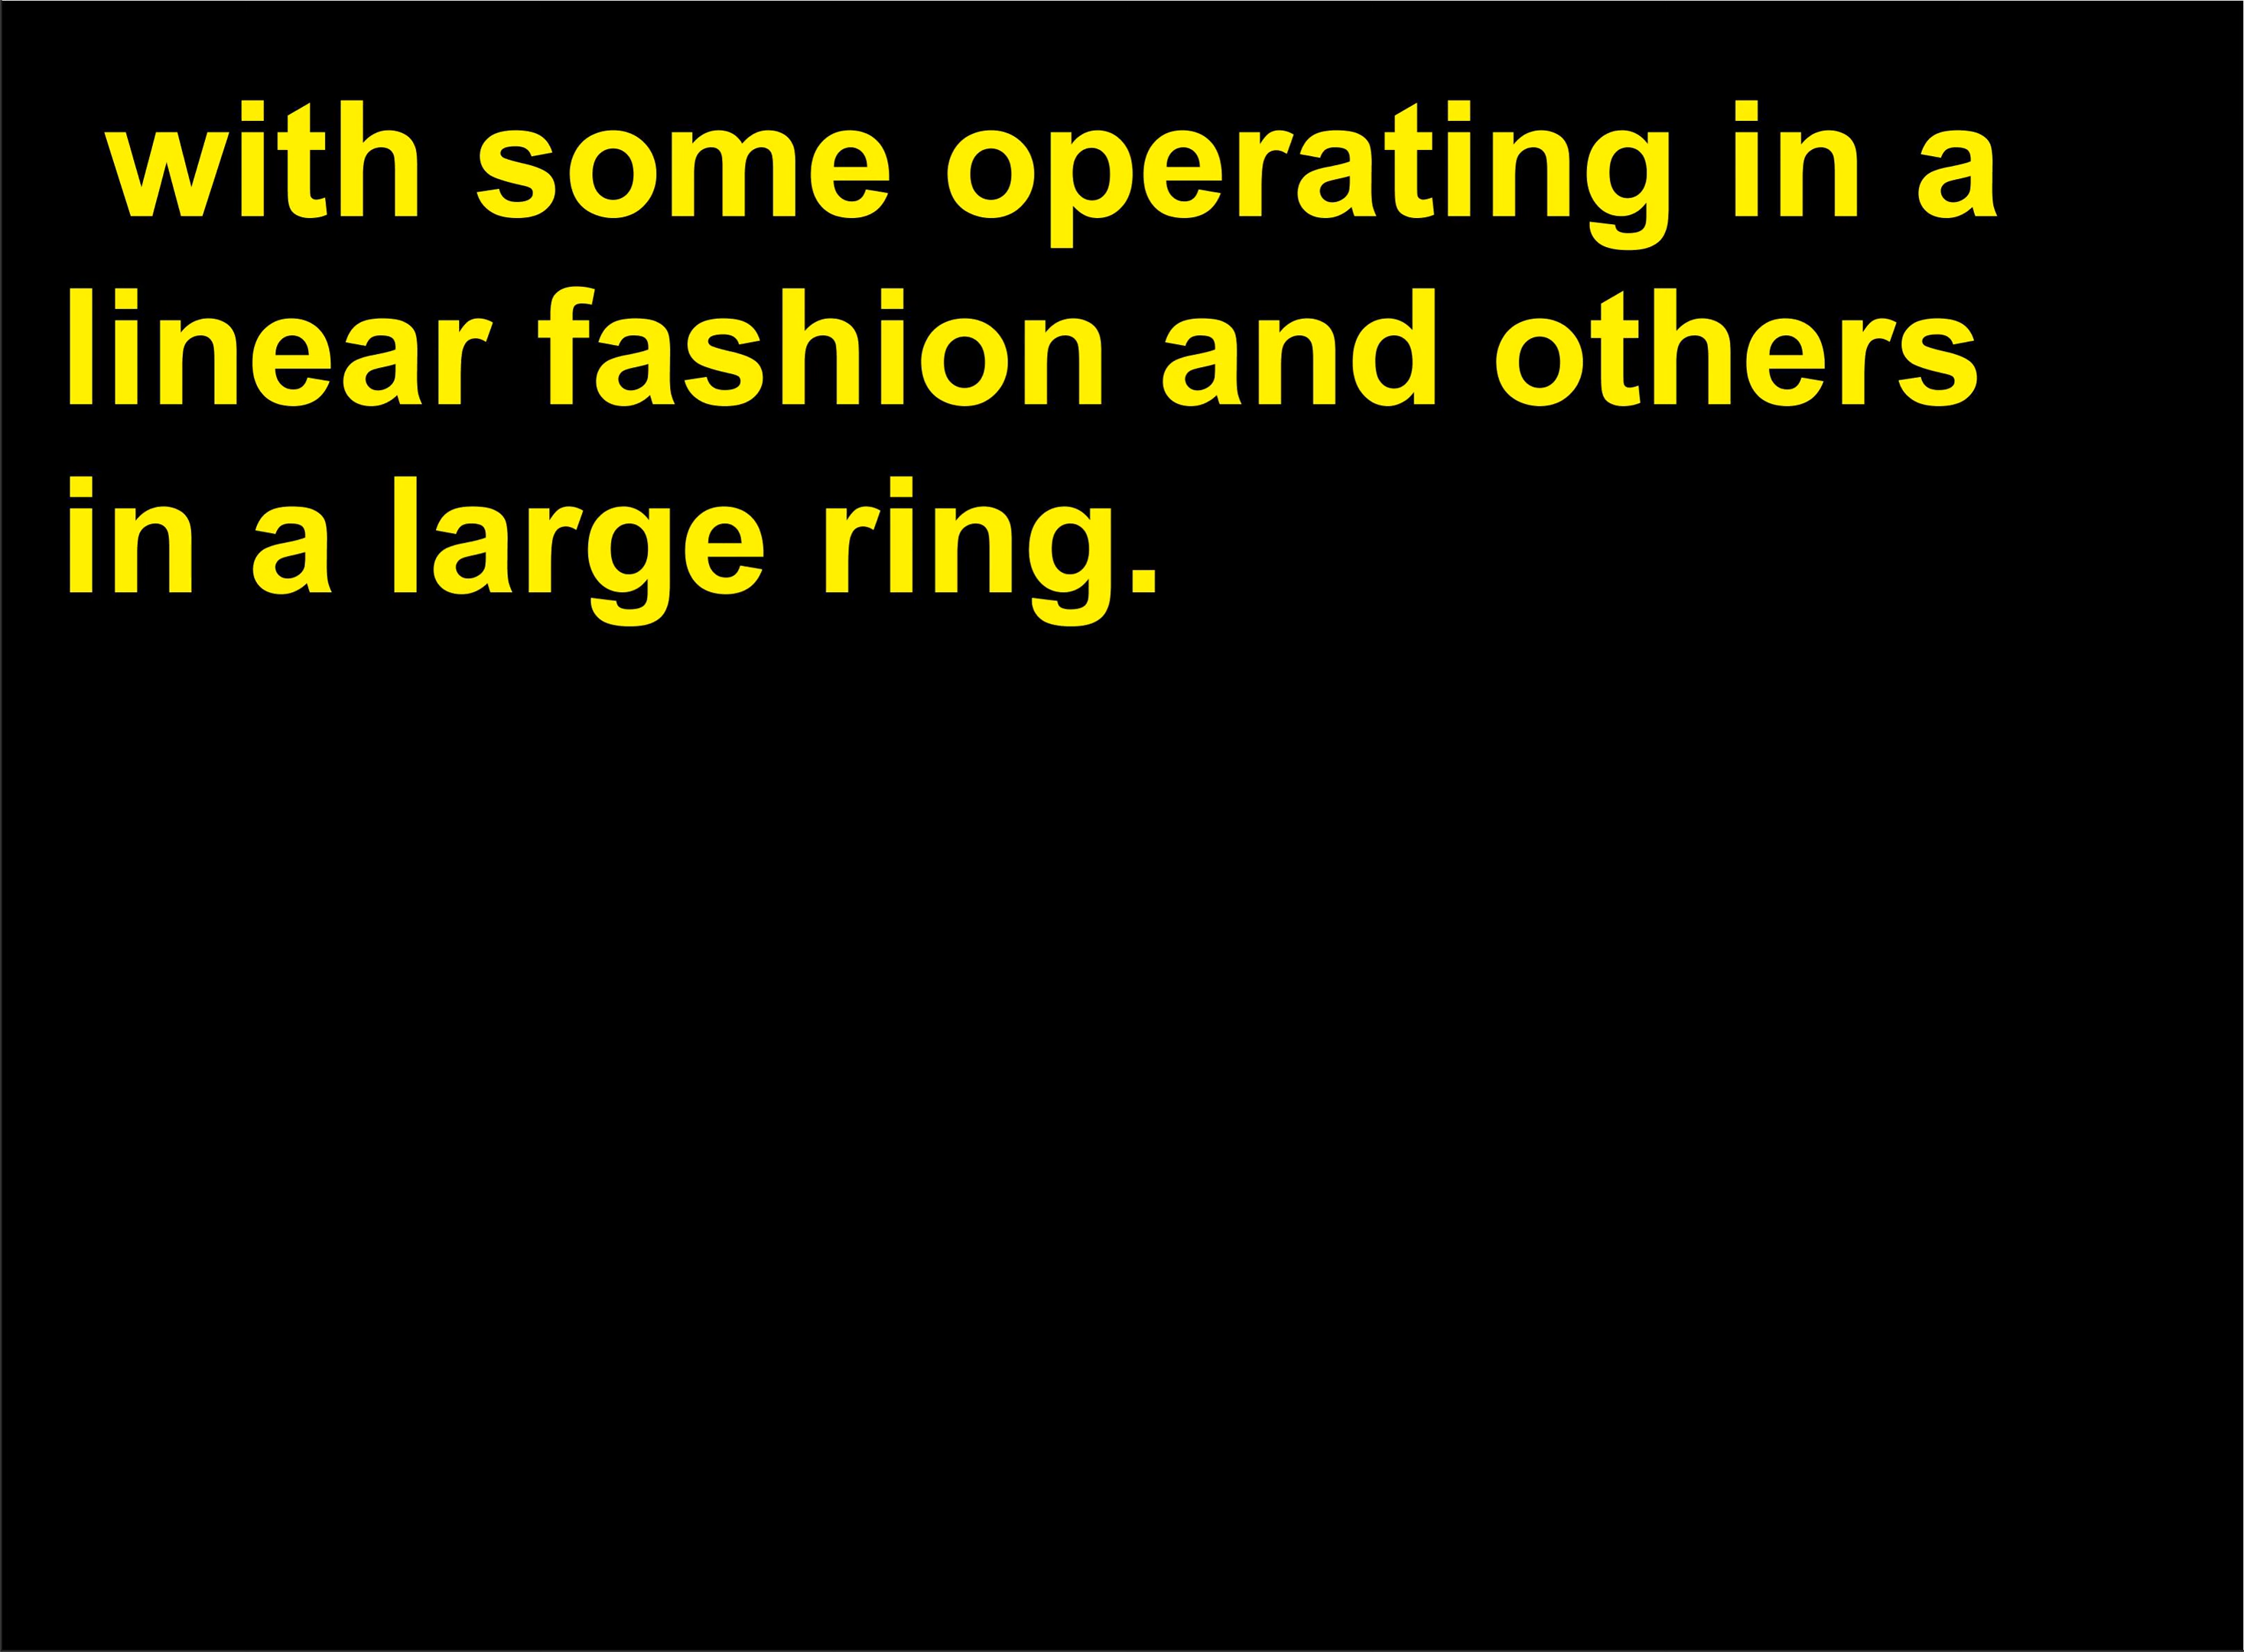 with some operating in a
linear fashion and others
in a large ring.